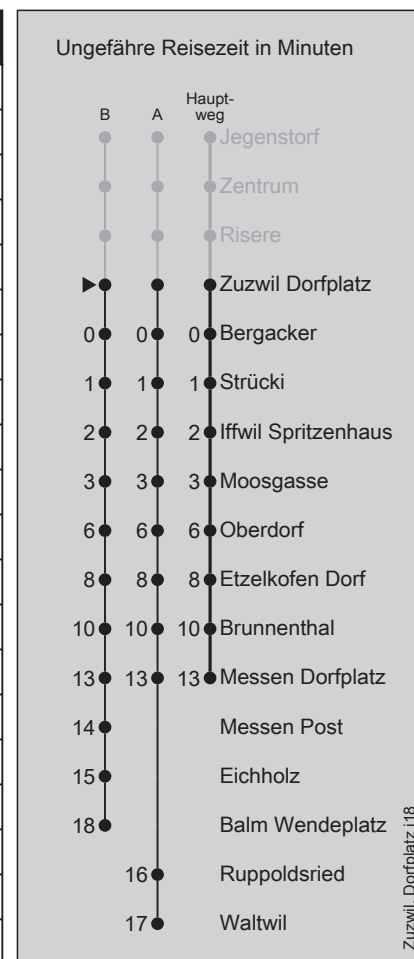 Ungefähre Reisezeit in Minuten
B A Haupt-
weg
Jegenstorf
Zentrum
Risere
Zuzwil Dorfplatz
0 0 0 Bergacker
1 1 1 Strücki
2 2 2 Iffwil Spritzenhaus
3 3 3 Moosgasse
6 6 6 Oberdorf
8 8 8 Etzelkofen Dorf
10 10 10 Brunnenthal
13 13 13 Messen Dorfplatz
14 Messen Post
15 Eichholz
18 Balm Wendeplatz
16 Ruppoldsried
17 Waltwil
Zuzwil, Dorfplatz j18